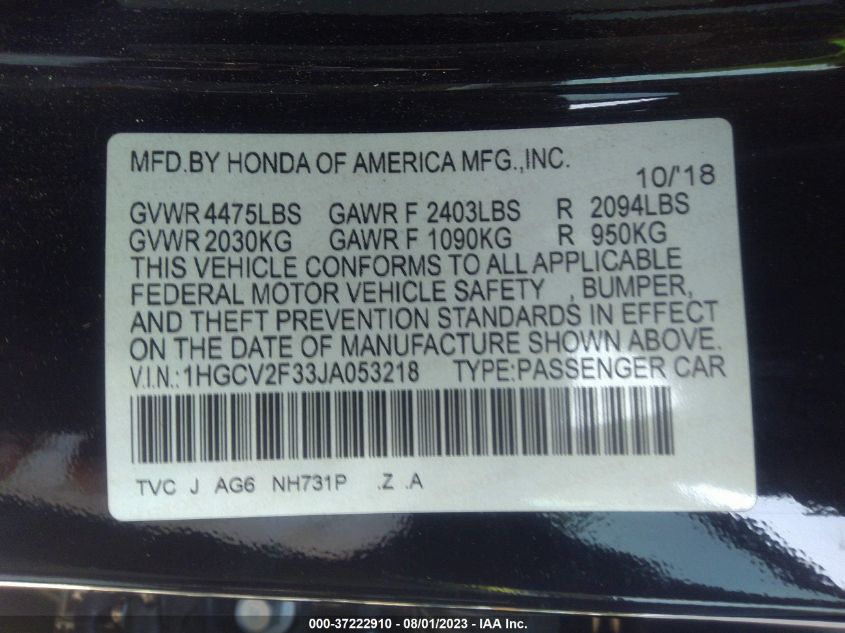 MFD.BY HONDA OF AMERICA MFG.,INC.
10/'18
GVWR 4475LBS GAWR F 2403LBS R 2094LBS
GVWR 2030KG GAWR F 1090KG R 950KG
THIS VEHICLE CONFORMS TO ALL APPLICABLE
FEDERAL MOTOR VEHICLE SAFETY , BUMPER,
AND THEFT PREVENTION STANDARDS IN EFFECT
ON THE DATE OF MANUFACTURE SHOWN ABOVE.
V.I.N.:1HGCV2F33JA053218 TYPE:PASSENGER CAR
TVC J AG6 NH731P .Z .A
000-37222910 - 08/01/2023 - IAA Inc.